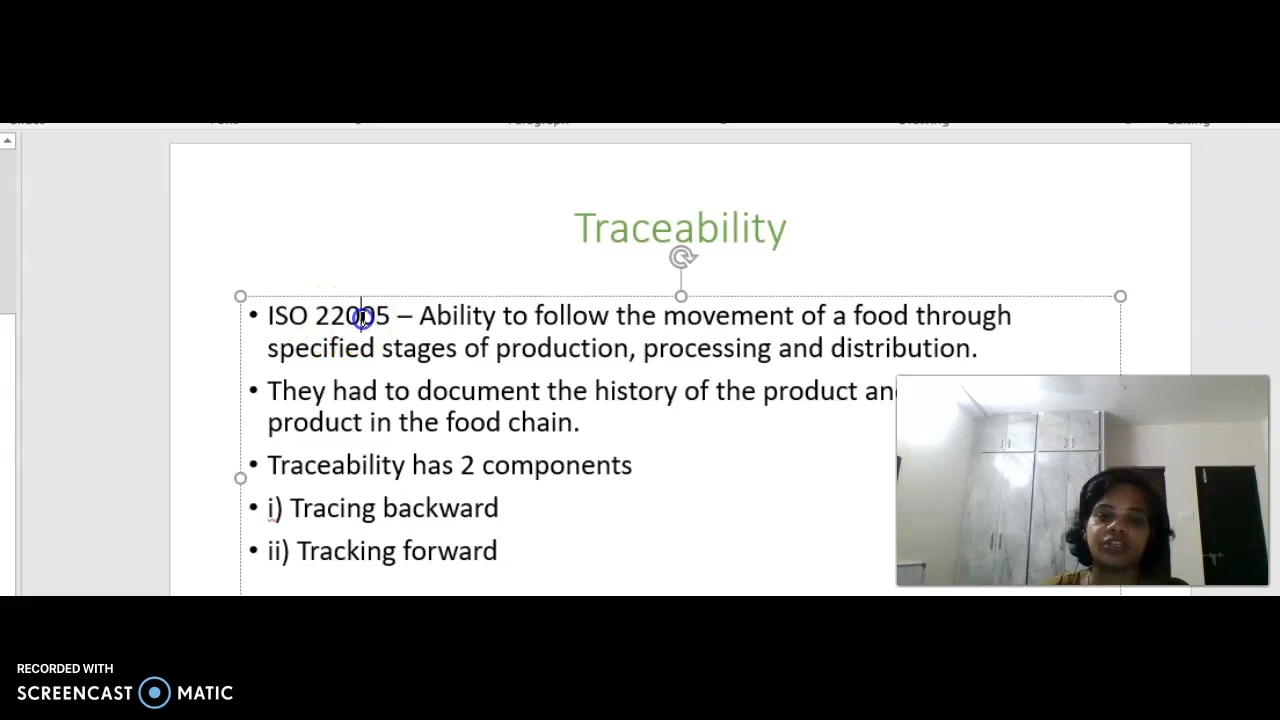 Traceability
• ISO 22005 – Ability to follow the movement of a food through
specified stages of production, processing and distribution.
• They had to document the history of the product and
product in the food chain.
• Traceability has 2 components
• i) Tracing backward
• ii) Tracking forward
RECORDED WITH
SCREENCAST MATIC